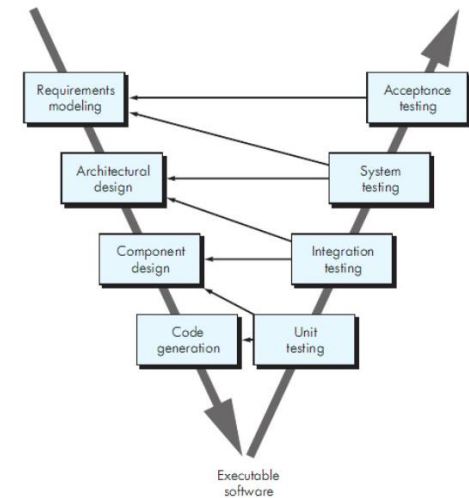 Requirements
modeling
Acceptance
testing
Architectural
design
System
testing
Component
design
Integration
testing
Code
generation
Unit
testing
Executable
software